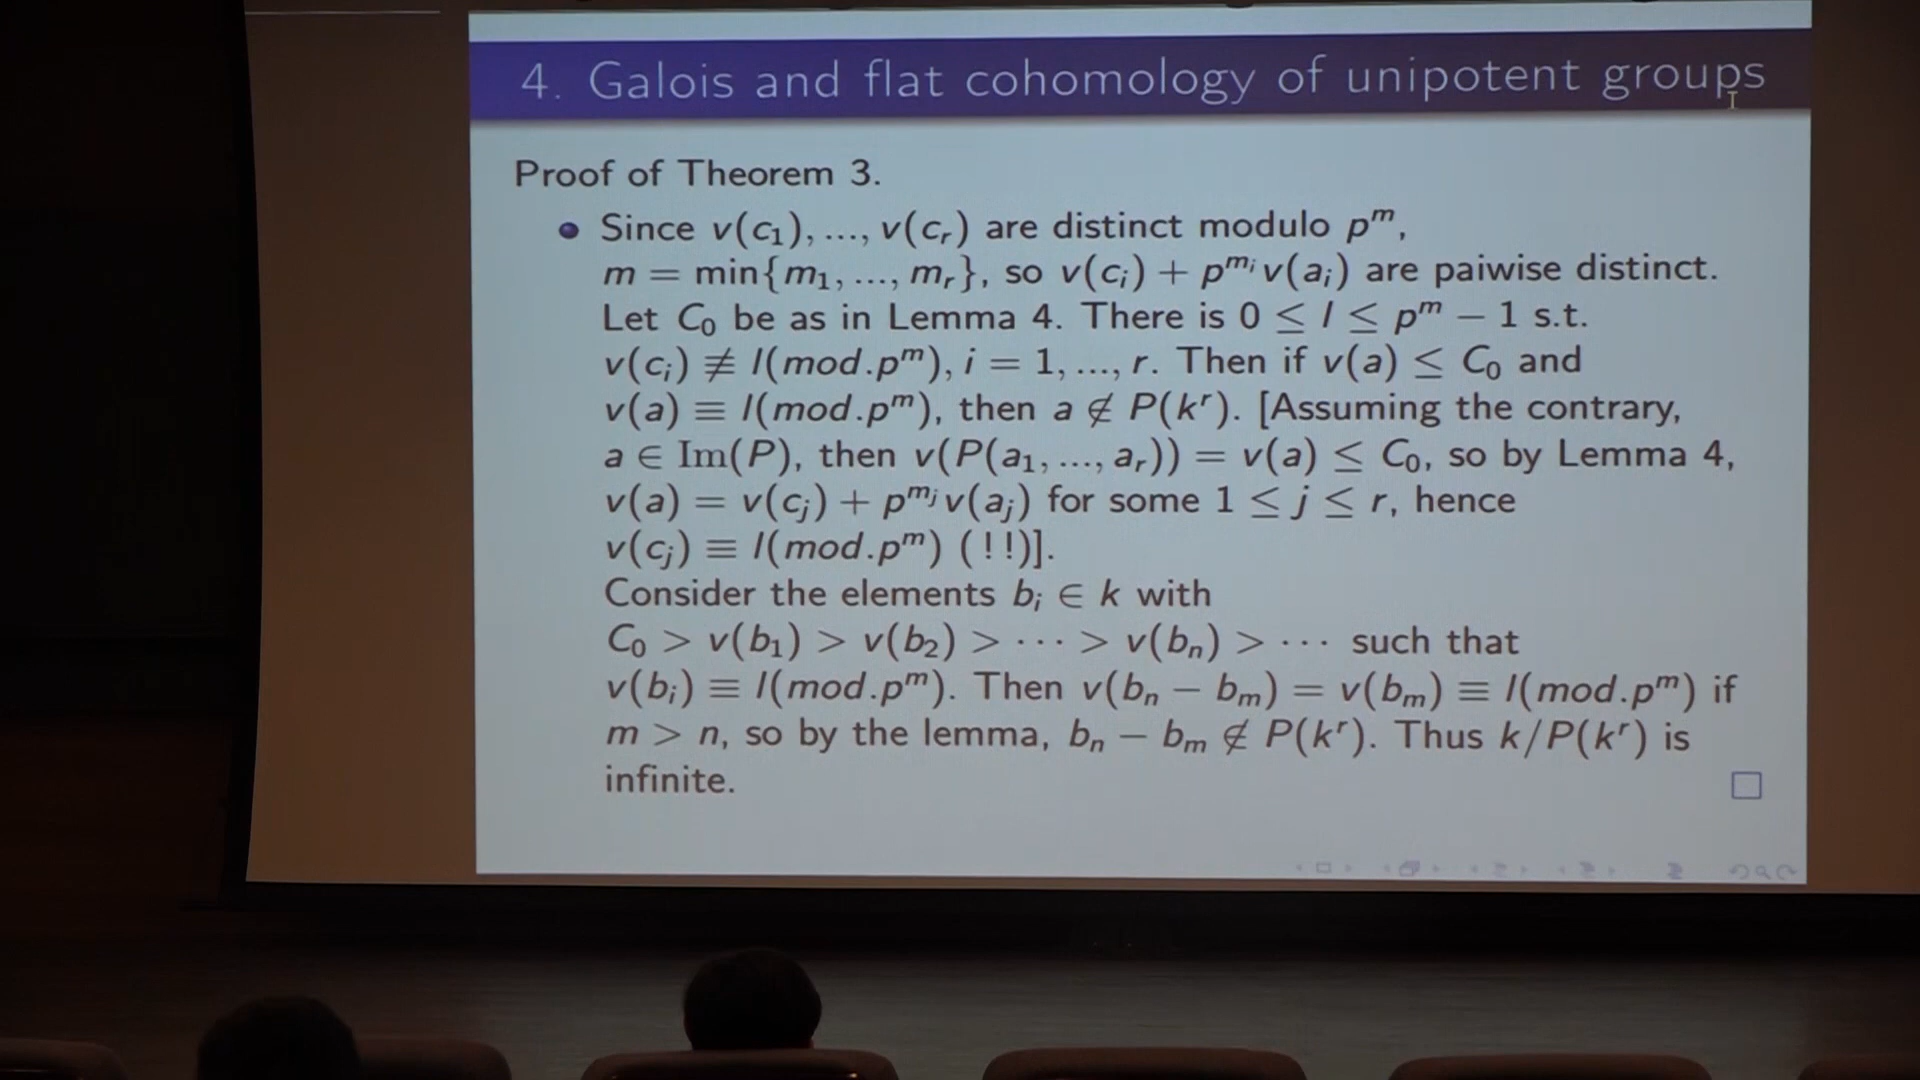 4. Galois and flat cohomology of unipotent groups
Proof of Theorem 3.
Since v(c₁), ..., v(cᵣ) are distinct modulo pᵐ,
m = min{m₁, ..., mᵣ}, so v(cᵢ) + p^{mᵢ}v(aᵢ) are paiwise distinct.
Let C₀ be as in Lemma 4. There is 0 ≤ l ≤ pᵐ − 1 s.t.
v(cᵢ) ≢ l(mod.pᵐ), i = 1, ..., r. Then if v(a) ≤ C₀ and
v(a) ≡ l(mod.pᵐ), then a ∉ P(kʳ). [Assuming the contrary,
a ∈ Im(P), then v(P(a₁, ..., aᵣ)) = v(a) ≤ C₀, so by Lemma 4,
v(a) = v(cⱼ) + p^{mⱼ}v(aⱼ) for some 1 ≤ j ≤ r, hence
v(cⱼ) ≡ l(mod.pᵐ) (!!)].
Consider the elements bᵢ ∈ k with
C₀ > v(b₁) > v(b₂) > ··· > v(bₙ) > ··· such that
v(bᵢ) ≡ l(mod.pᵐ). Then v(bₙ − bₘ) = v(bₘ) ≡ l(mod.pᵐ) if
m > n, so by the lemma, bₙ − bₘ ∉ P(kʳ). Thus k/P(kʳ) is
infinite.